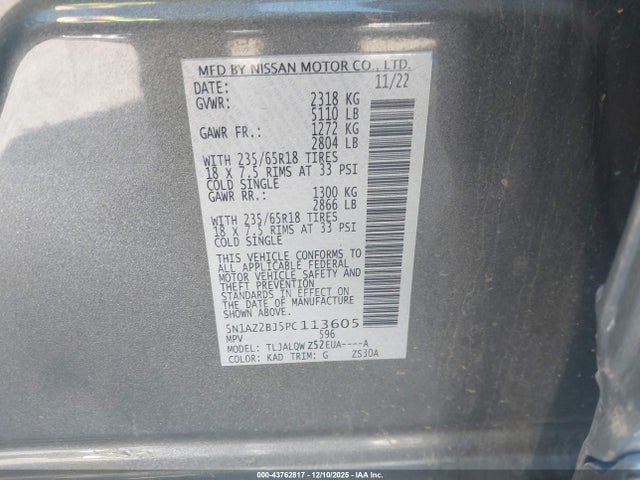 MFD BY NISSAN MOTOR CO., LTD.
DATE: 11/22
GVWR: 2318 KG
5110 LB
GAWR FR.: 1272 KG
2804 LB
WITH 235/65R18 TIRES
18 X 7.5 RIMS AT 33 PSI
COLD SINGLE
GAWR RR.: 1300 KG
2866 LB
WITH 235/65R18 TIRES
18 X 7.5 RIMS AT 33 PSI
COLD SINGLE
THIS VEHICLE CONFORMS TO
ALL APPLICABLE FEDERAL
MOTOR VEHICLE SAFETY AND
THEFT PREVENTION
STANDARDS IN EFFECT ON THE
DATE OF MANUFACTURE
SHOWN ABOVE.
5N1AZ2BJ5PC113605
MPV 596
MODEL: TLJALQWZ52EUA----A
COLOR: KAD TRIM: G ZS3DA
000-43762817 - 12/10/2025 - IAA Inc.